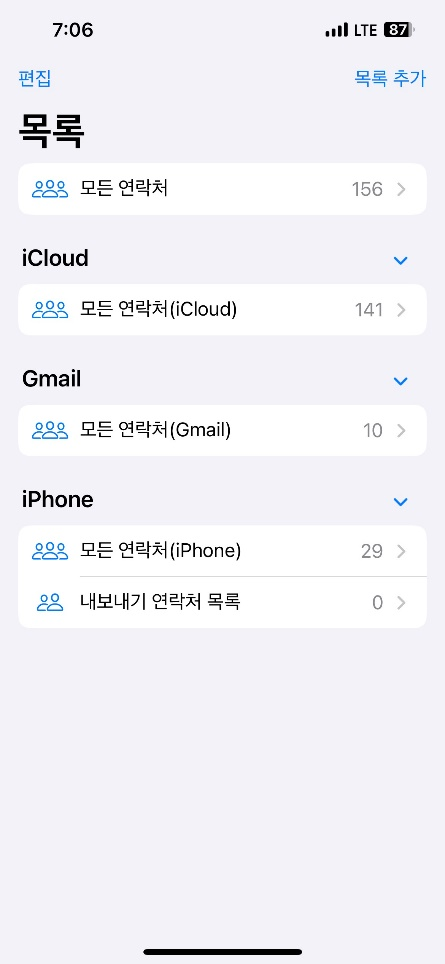 7:06 LTE 87
편집 목록 추가
목록
모든 연락처 156
iCloud
모든 연락처(iCloud) 141
Gmail
모든 연락처(Gmail) 10
iPhone
모든 연락처(iPhone) 29
내보내기 연락처 목록 0